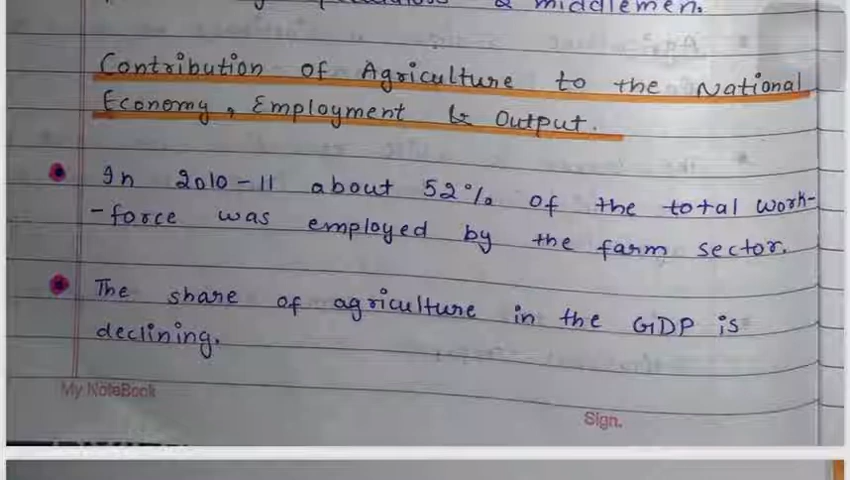 & middlemen.
Contribution of Agriculture to the National
Economy, Employment & Output.
In 2010-11 about 52% of the total work-
-force was employed by the farm sector.
The share of agriculture in the GDP is
declining.
My NoteBook
Sign.